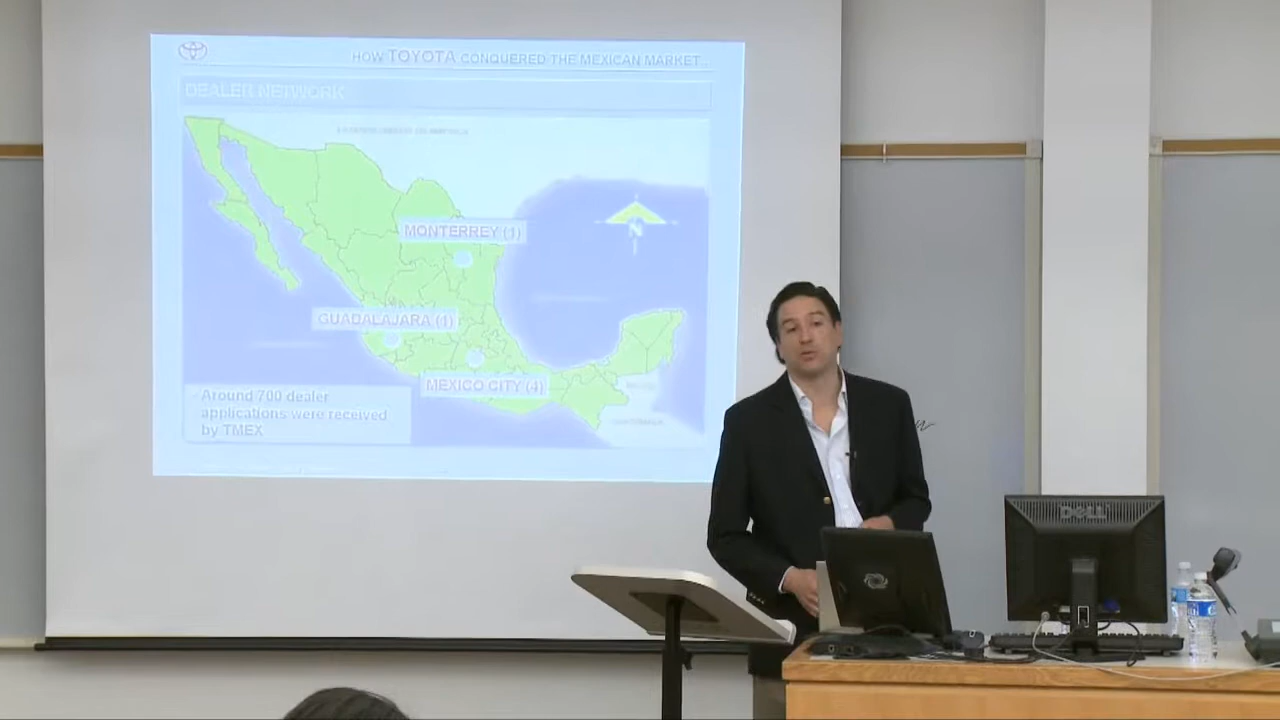 HOW TOYOTA CONQUERED THE MEXICAN MARKET...
DEALER NETWORK
MONTERREY (1)
N
GUADALAJARA (1)
MEXICO CITY (4)
Around 700 dealer
applications were received
by TMEX
DELL